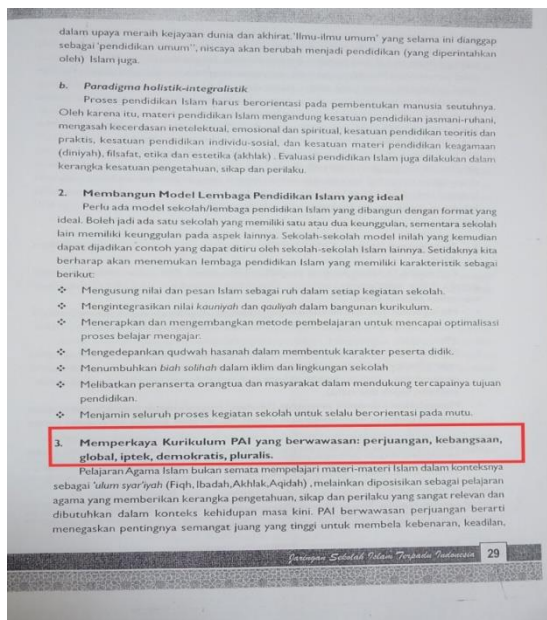 dalam upaya meraih kejayaan dunia dan akhirat.'Ilmu-ilmu umum' yang selama ini dianggap
sebagai 'pendidikan umum'', niscaya akan berubah menjadi pendidikan (yang diperintahkan
oleh) Islam juga.
b. Paradigma holistik-integralistik
Proses pendidikan Islam harus berorientasi pada pembentukan manusia seutuhnya.
Oleh karena itu, materi pendidikan Islam mengandung kesatuan pendidikan jasmani-ruhani,
mengasah kecerdasan inetelektual, emosional dan spiritual, kesatuan pendidikan teoritis dan
praktis, kesatuan pendidikan individu-sosial, dan kesatuan materi pendidikan keagamaan
(diniyah), filsafat, etika dan estetika (akhlak) . Evaluasi pendidikan Islam juga dilakukan dalam
kerangka kesatuan pengetahuan, sikap dan perilaku.
2. Membangun Model Lembaga Pendidikan Islam yang ideal
Perlu ada model sekolah/lembaga pendidikan Islam yang dibangun dengan format yang
ideal. Boleh jadi ada satu sekolah yang memiliki satu atau dua keunggulan, sementara sekolah
lain memiliki keunggulan pada aspek lainnya. Sekolah-sekolah model inilah yang kemudian
dapat dijadikan contoh yang dapat ditiru oleh sekolah-sekolah Islam lainnya. Setidaknya kita
berharap akan menemukan lembaga pendidikan Islam yang memiliki karakteristik sebagai
berikut:
❖ Mengusung nilai dan pesan Islam sebagai ruh dalam setiap kegiatan sekolah.
❖ Mengintegrasikan nilai kauniyah dan qauliyah dalam bangunan kurikulum.
❖ Menerapkan dan mengembangkan metode pembelajaran untuk mencapai optimalisasi
proses belajar mengajar.
❖ Mengedepankan qudwah hasanah dalam membentuk karakter peserta didik.
❖ Menumbuhkan biah solihah dalam iklim dan lingkungan sekolah
❖ Melibatkan peranserta orangtua dan masyarakat dalam mendukung tercapainya tujuan
pendidikan.
❖ Menjamin seluruh proses kegiatan sekolah untuk selalu berorientasi pada mutu.
3. Memperkaya Kurikulum PAI yang berwawasan: perjuangan, kebangsaan,
global, iptek, demokratis, pluralis.
Pelajaran Agama Islam bukan semata mempelajari materi-materi Islam dalam konteksnya
sebagai 'ulum syar'iyah (Fiqh, Ibadah,Akhlak,Aqidah) , melainkan diposisikan sebagai pelajaran
agama yang memberikan kerangka pengetahuan, sikap dan perilaku yang sangat relevan dan
dibutuhkan dalam konteks kehidupan masa kini. PAI berwawasan perjuangan berarti
menegaskan pentingnya semangat juang yang tinggi untuk membela kebenaran, keadilan,
Jaringan Sekolah Islam Terpadu Indonesia 29